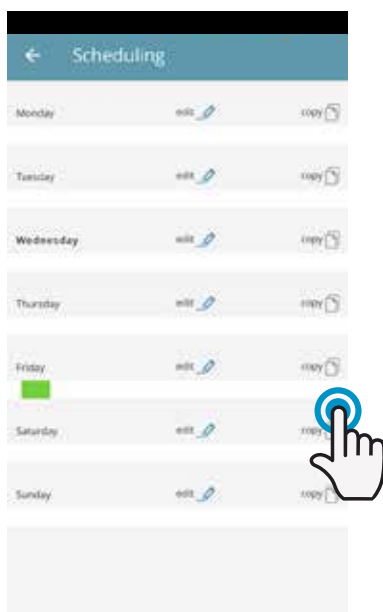 Scheduling
Monday edit copy
Tuesday edit copy
Wednesday edit copy
Thursday edit copy
Friday edit copy
Saturday edit copy
Sunday edit copy